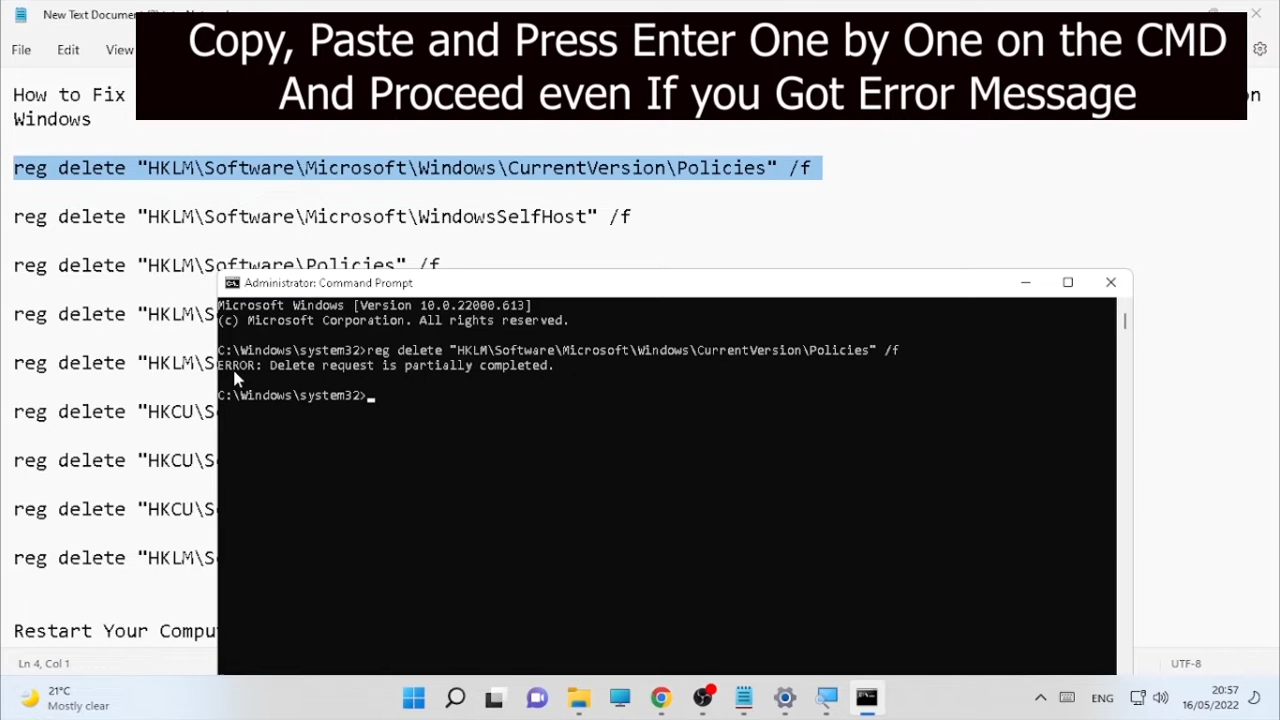 New Text Document
Copy, Paste and Press Enter One by One on the CMD
And Proceed even If you Got Error Message
File Edit View
How to Fix
on
Windows
reg delete "HKLM\Software\Microsoft\Windows\CurrentVersion\Policies" /f
reg delete "HKLM\Software\Microsoft\WindowsSelfHost" /f
reg delete "HKLM\Software\Policies" /f
reg delete "HKLM\S
reg delete "HKLM\S
reg delete "HKCU\S
reg delete "HKCU\S
reg delete "HKCU\S
reg delete "HKLM\S
Restart Your Compu
Administrator: Command Prompt
Microsoft Windows [Version 10.0.22000.613]
(c) Microsoft Corporation. All rights reserved.
C:\Windows\system32>reg delete "HKLM\Software\Microsoft\Windows\CurrentVersion\Policies" /f
ERROR: Delete request is partially completed.
C:\Windows\system32>
Ln 4, Col 1
UTF-8
21°C
Mostly clear
ENG
20:57
16/05/2022